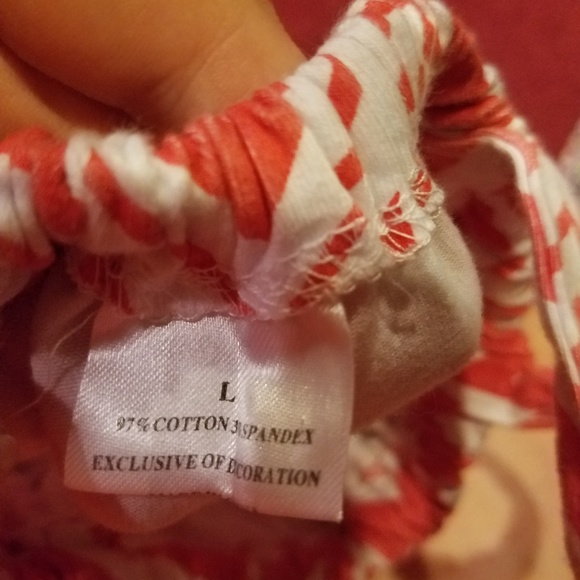 L
97% COTTON 3%SPANDEX
EXCLUSIVE OF DECORATION